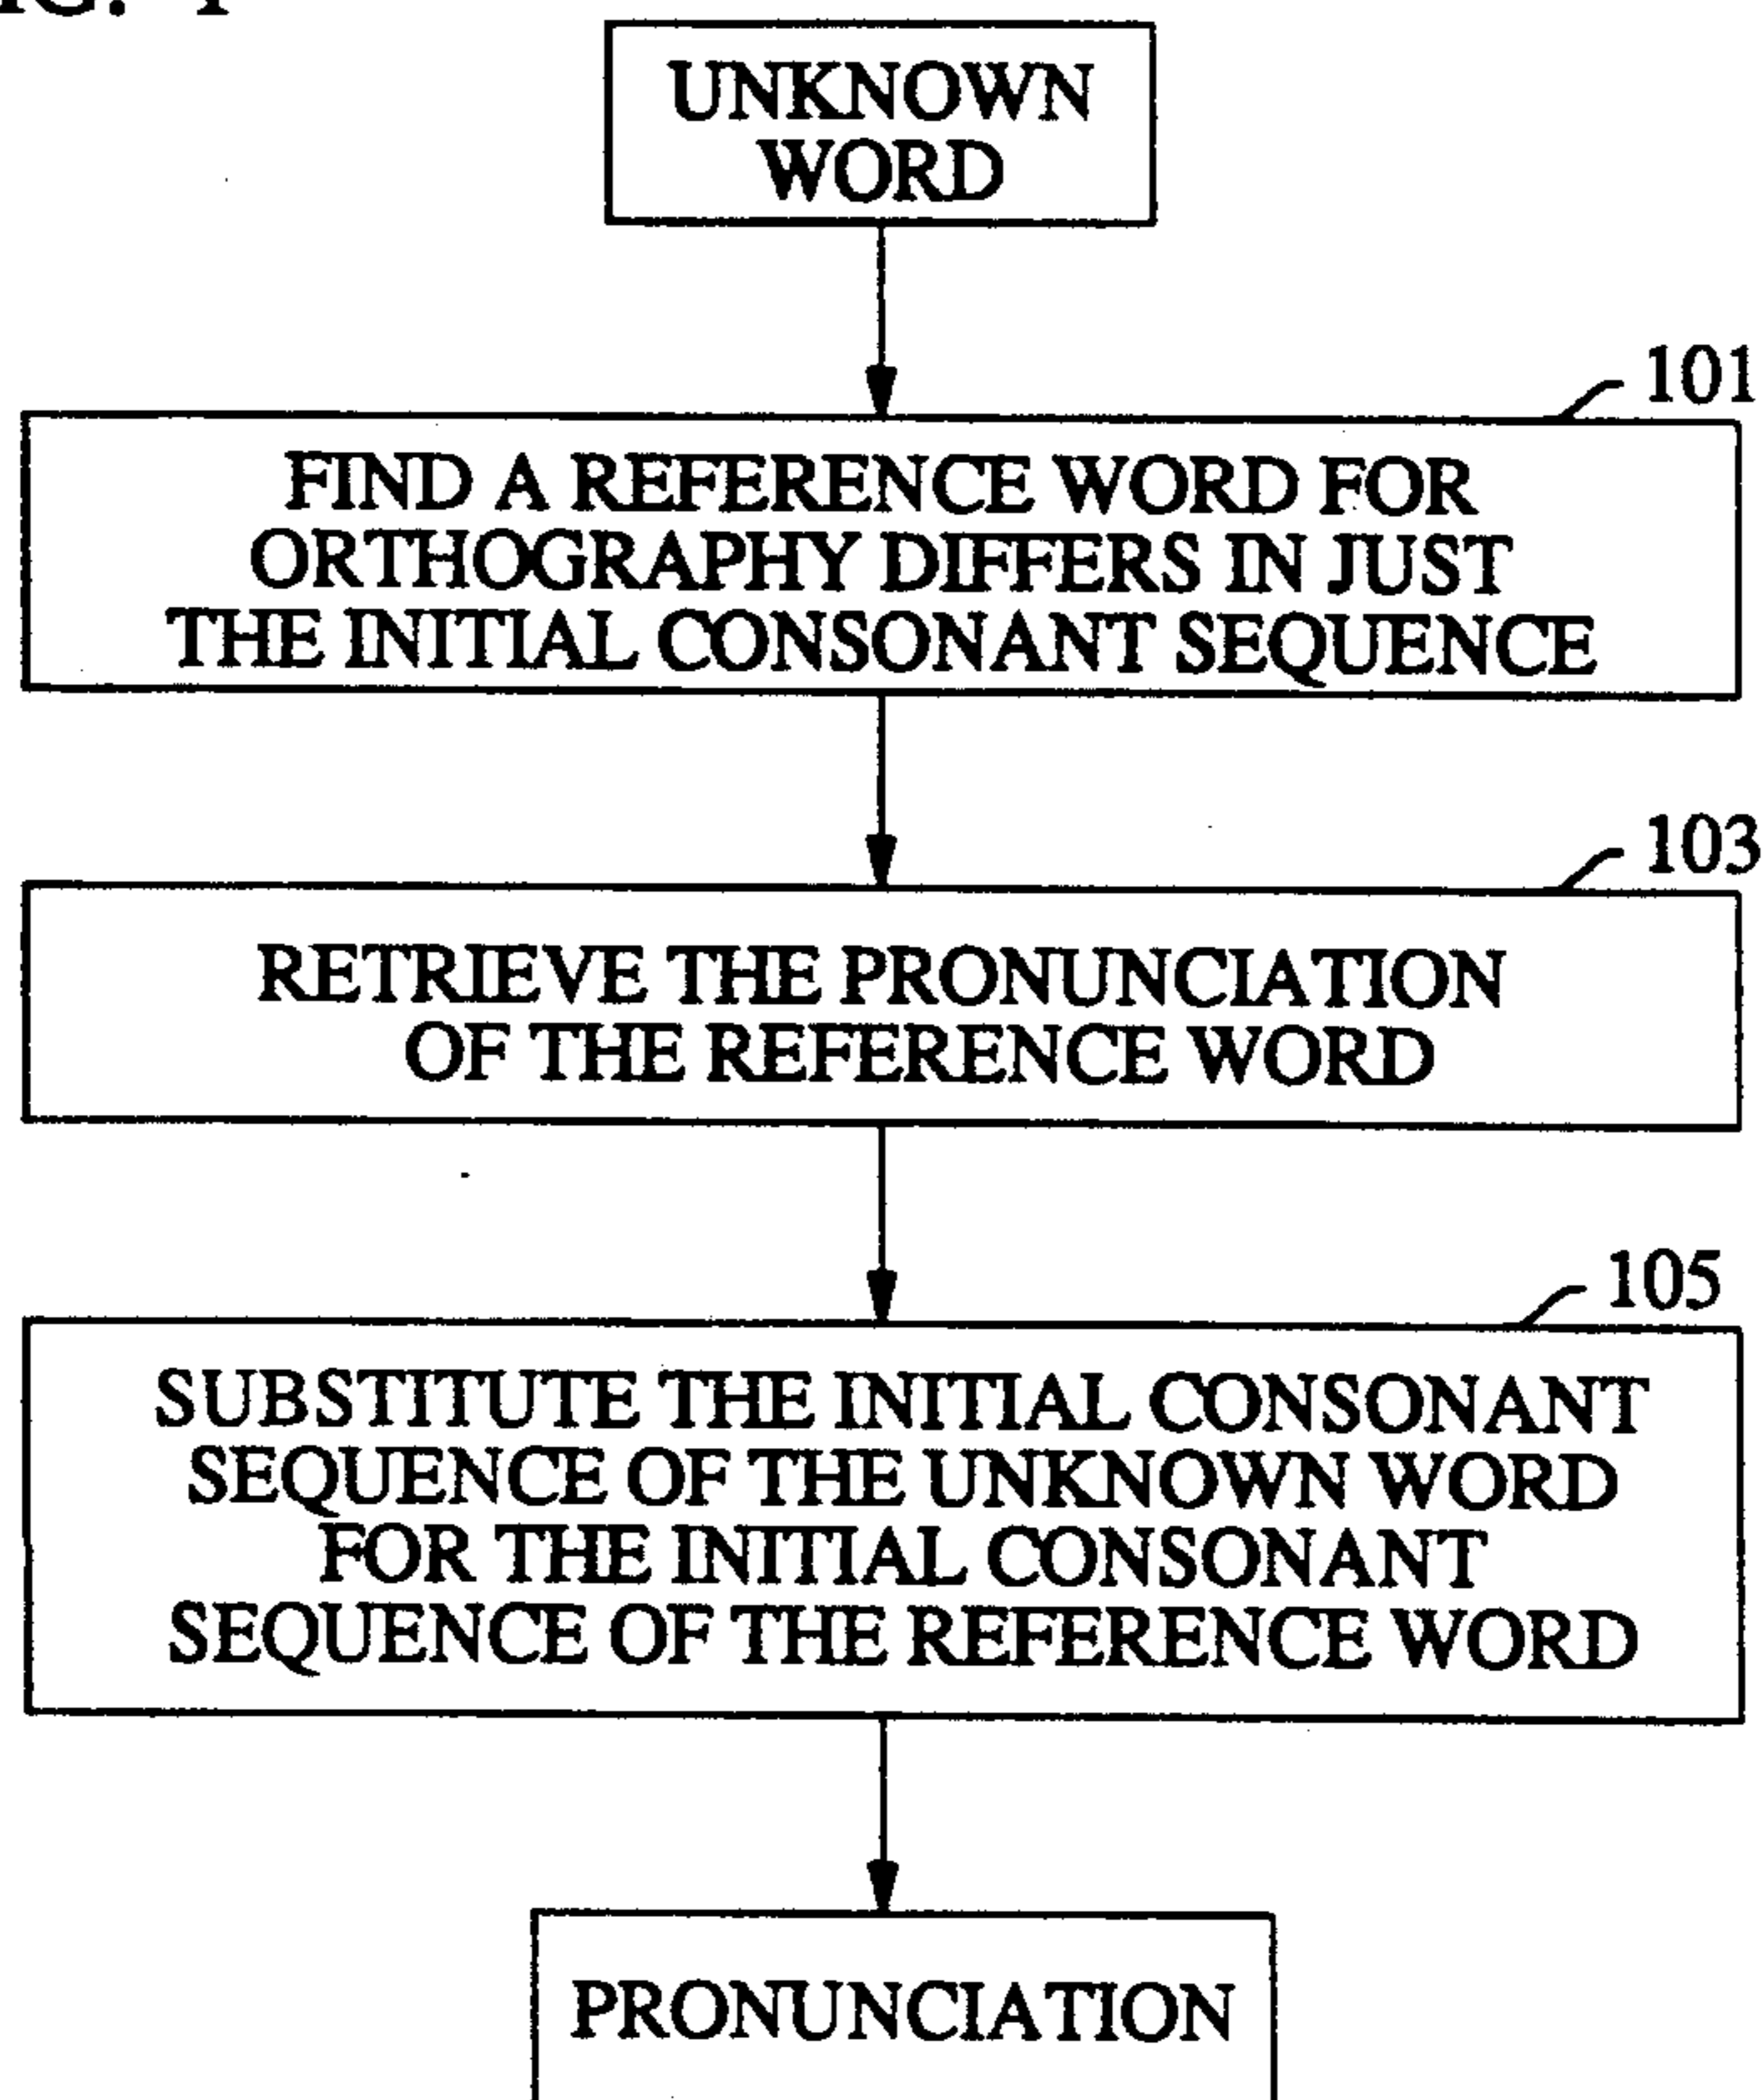 UNKNOWN
WORD
101
FIND A REFERENCE WORD FOR
ORTHOGRAPHY DIFFERS IN JUST
THE INITIAL CONSONANT SEQUENCE
103
RETRIEVE THE PRONUNCIATION
OF THE REFERENCE WORD
105
SUBSTITUTE THE INITIAL CONSONANT
SEQUENCE OF THE UNKNOWN WORD
FOR THE INITIAL CONSONANT
SEQUENCE OF THE REFERENCE WORD
PRONUNCIATION